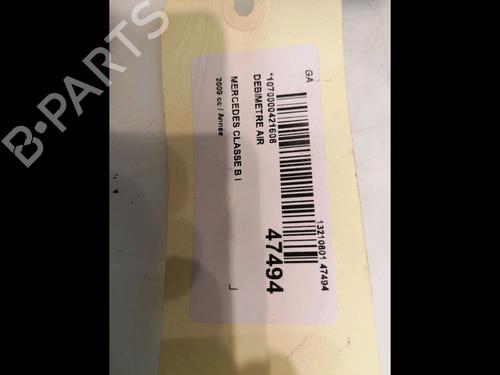 B-PARTS
GA
13210801 47494
*1070000421608
47494
DEBIMETRE AIR
MERCEDES CLASSE B I
2009 cc / Année